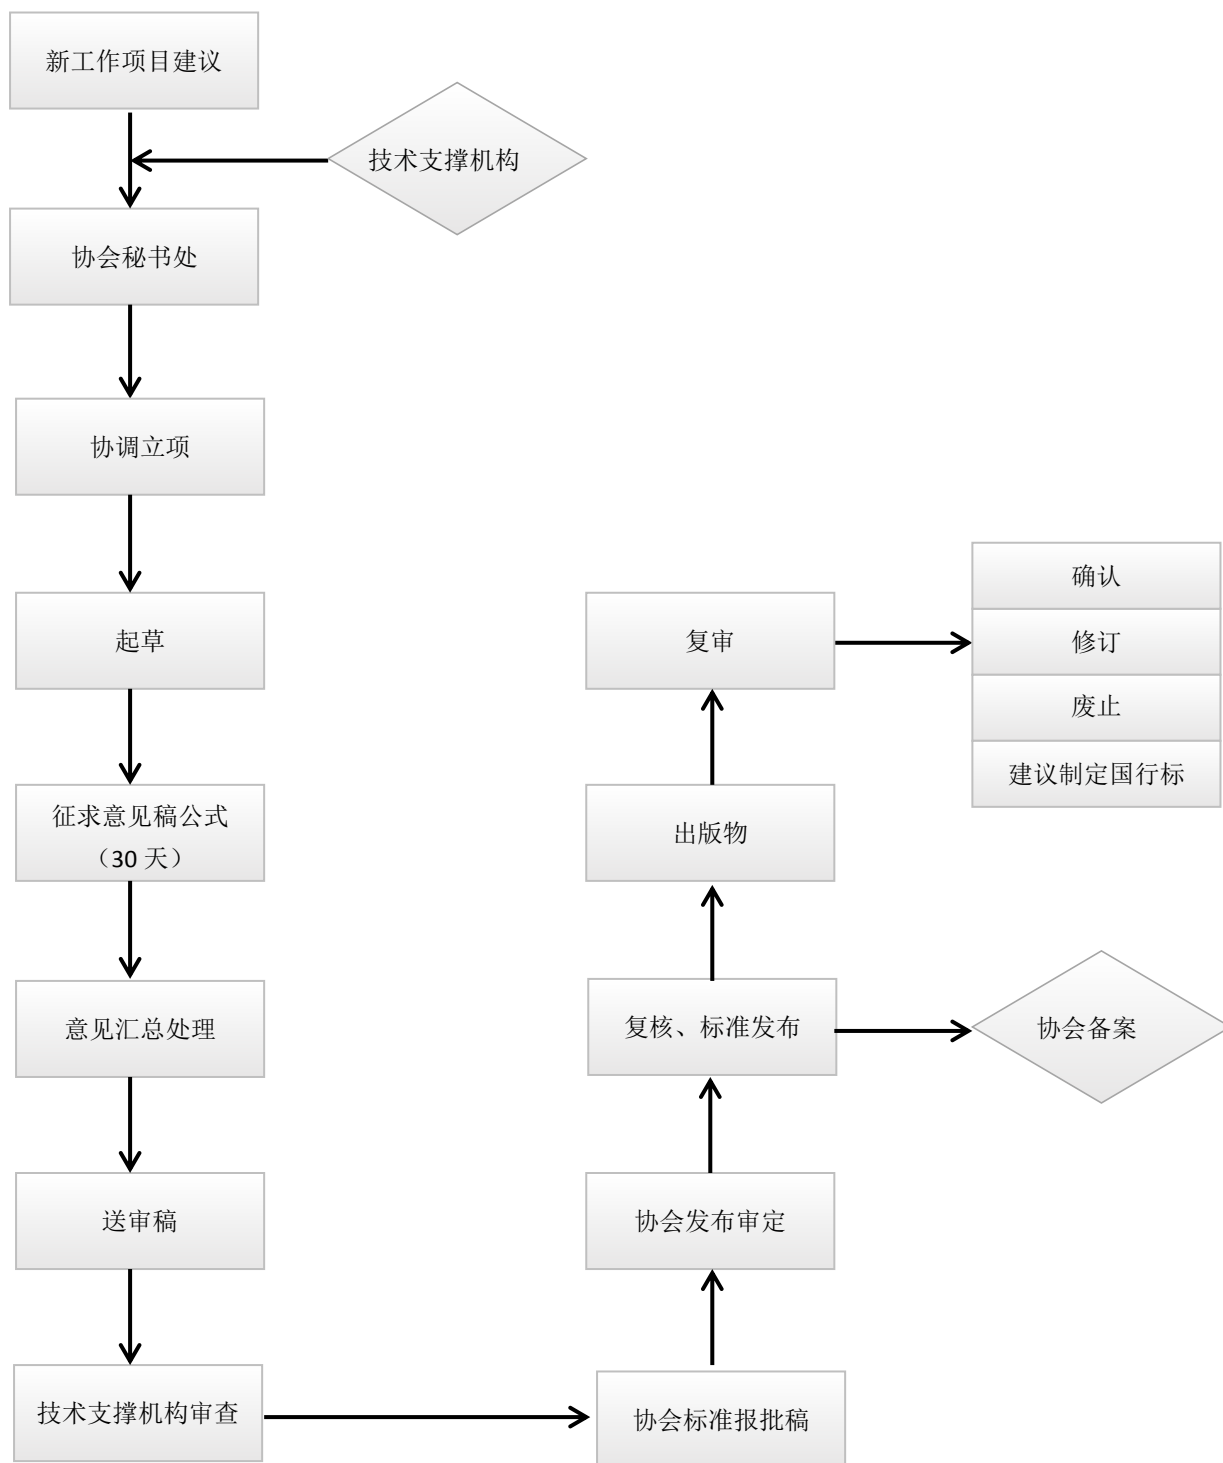 新工作项目建议
技术支撑机构
协会秘书处
协调立项
起草
征求意见稿公式
（30 天）
意见汇总处理
送审稿
技术支撑机构审查
协会标准报批稿
协会发布审定
复核、标准发布
协会备案
出版物
复审
确认
修订
废止
建议制定国行标